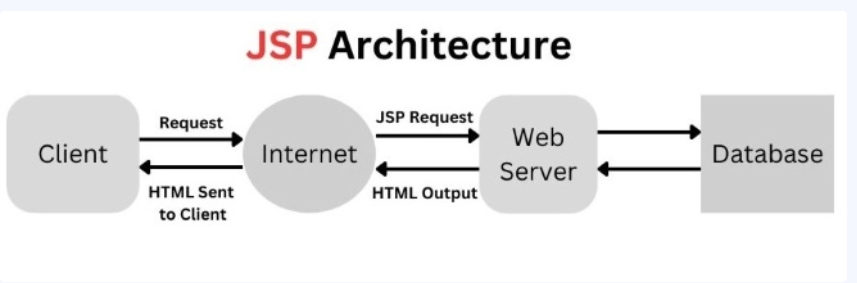 JSP Architecture
Client
Request
HTML Sent
to Client
Internet
JSP Request
HTML Output
Web
Server
Database